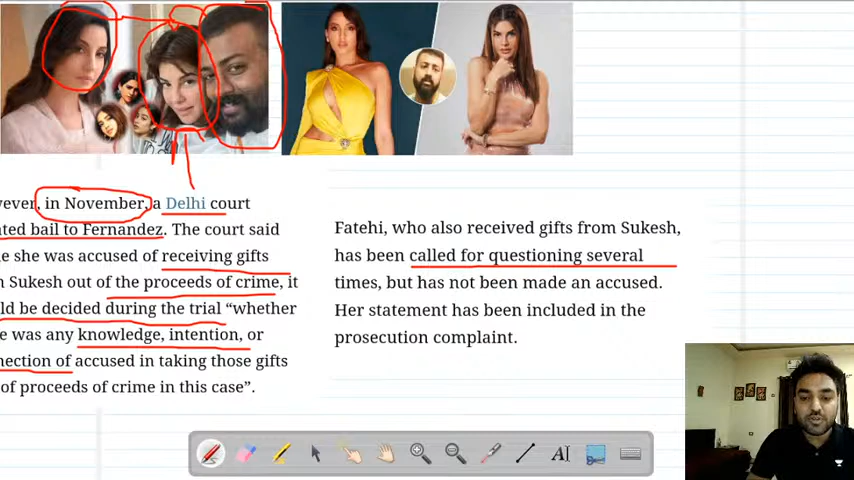 ever, in November, a Delhi court
ted bail to Fernandez. The court said
e she was accused of receiving gifts
n Sukesh out of the proceeds of crime, it
ld be decided during the trial “whether
e was any knowledge, intention, or
nection of accused in taking those gifts
of proceeds of crime in this case”.
Fatehi, who also received gifts from Sukesh,
has been called for questioning several
times, but has not been made an accused.
Her statement has been included in the
prosecution complaint.
AI